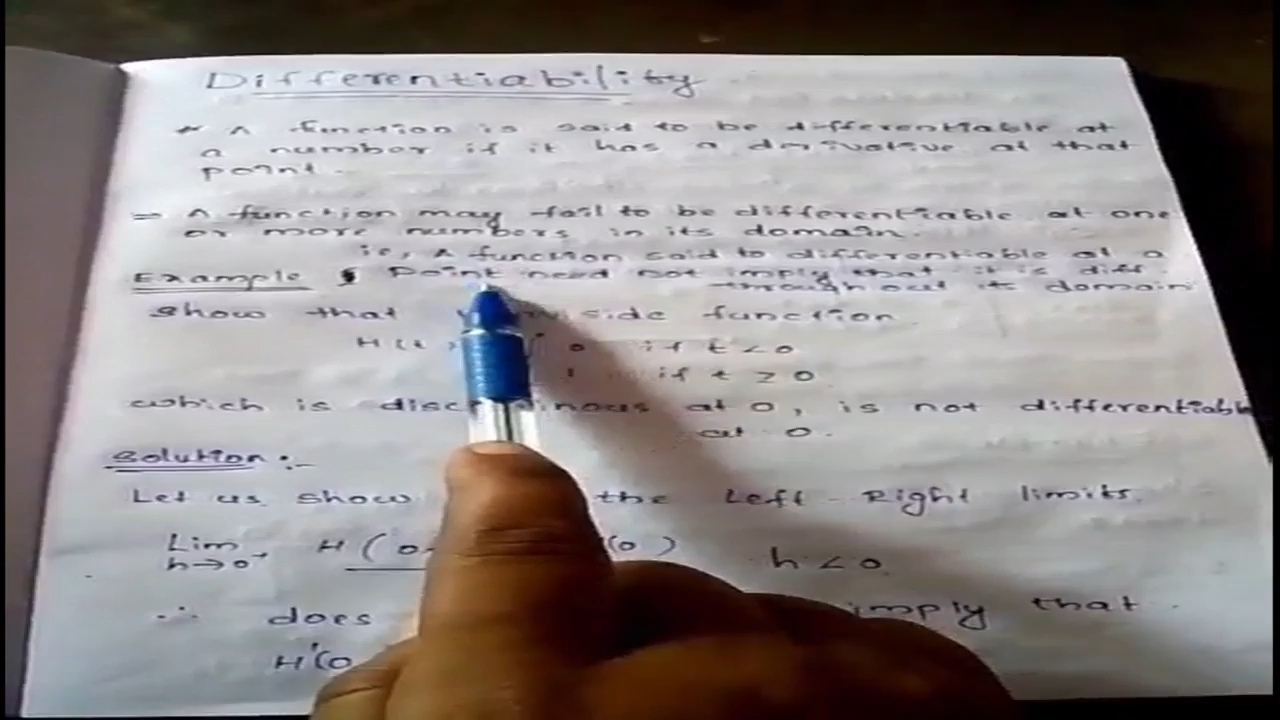 Differentiability
* A function is said to be differentiable at
a number if it has a derivative at that
point.
⇒ A function may fail to be differentiable at one
or more numbers in its domain.
ie, A function said to differentiable at a
Example Point need not imply that it is diff
through out its domain
Show that side function
H(t 0 if t < 0
1 if t ≥ 0
which is at 0, is not differentiable
at 0.
Solution :-
Let us show the Left - Right limits.
Lim H ( 0 (0) h < 0
h→0
∴ does imply that
H'(0